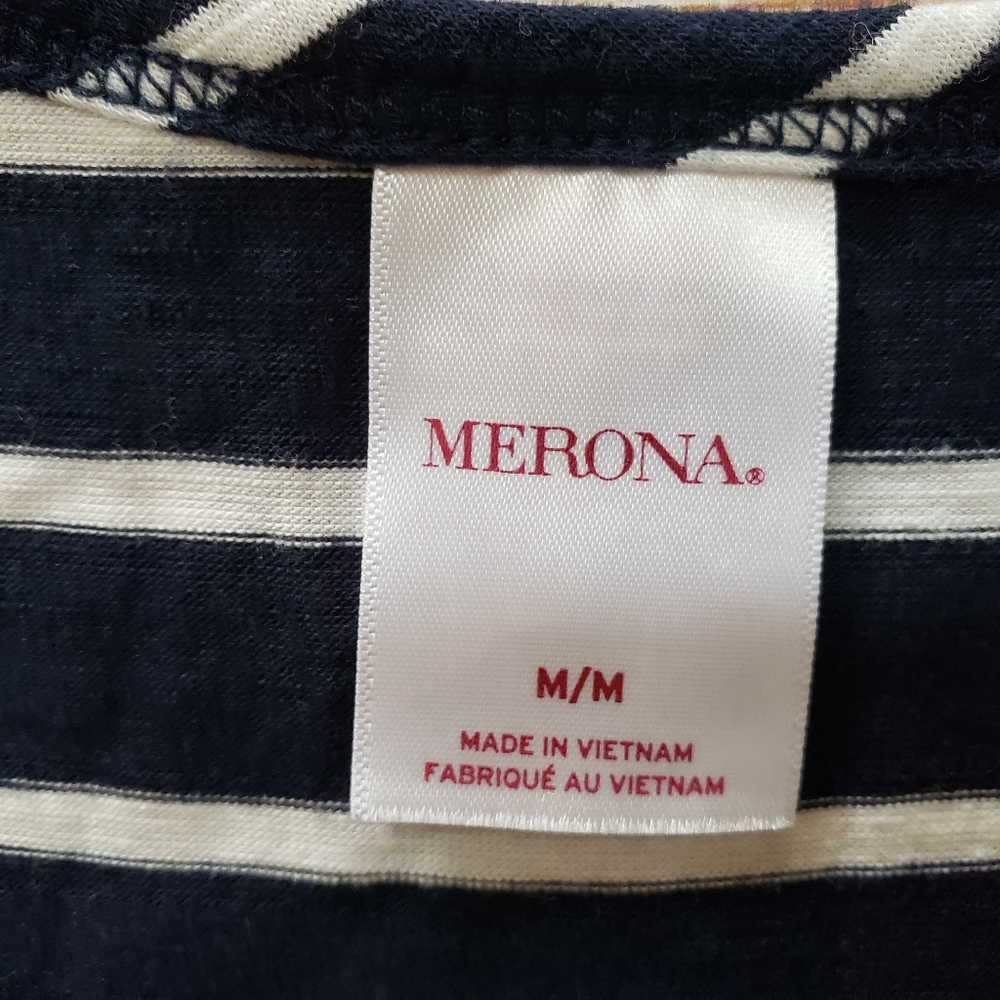 MERONA®
M/M
MADE IN VIETNAM
FABRIQUÉ AU VIETNAM